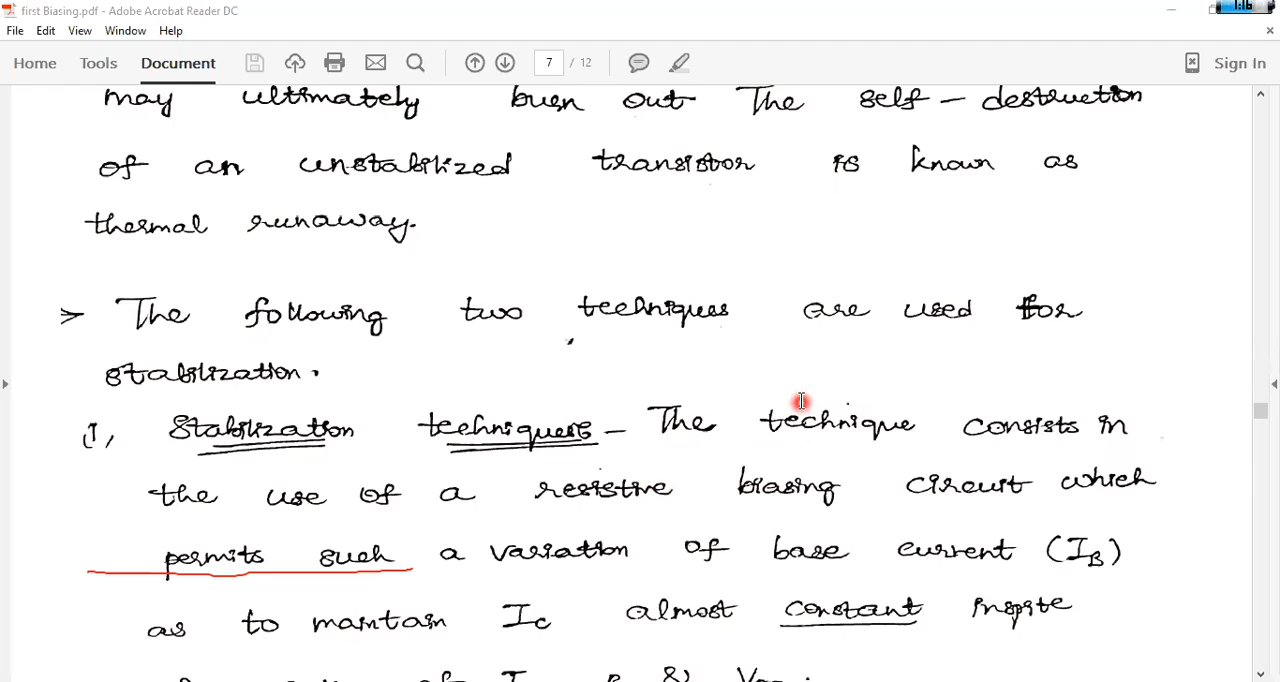 first Biasing.pdf - Adobe Acrobat Reader DC
1:16
File Edit View Window Help
Home Tools Document 7 / 12 Sign In
may ultimately burn out The self - destruction
of an unstabilized transistor is known as
thermal runaway.
> The following two techniques are used for
stabilization.
Stabilization techniques - The technique consists in
the use of a resistive biasing circuit which
permits such a variation of base current (IB)
as to maintain Ic almost constant inspite
of